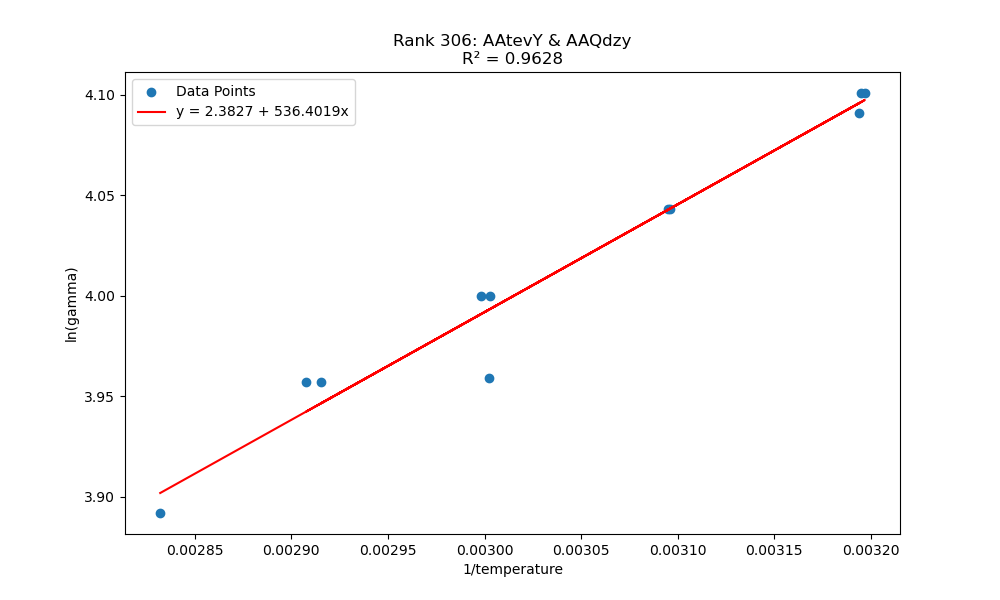 Rank 306: AAtevY & AAQdzy
R² = 0.9628
Data Points
y = 2.3827 + 536.4019x
4.10
4.05
4.00
3.95
3.90
ln(gamma)
0.00285 0.00290 0.00295 0.00300 0.00305 0.00310 0.00315 0.00320
1/temperature